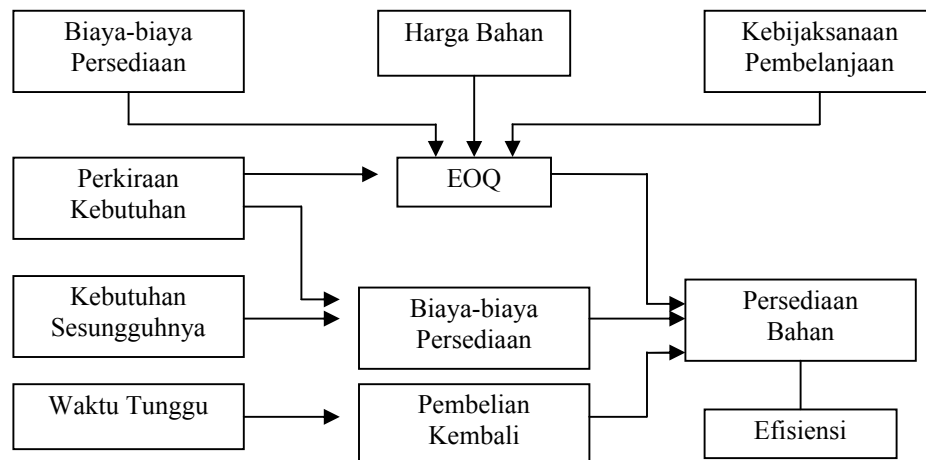 Biaya-biaya
Persediaan
Harga Bahan
Kebijaksanaan
Pembelanjaan
Perkiraan
Kebutuhan
EOQ
Kebutuhan
Sesungguhnya
Biaya-biaya
Persediaan
Persediaan
Bahan
Waktu Tunggu
Pembelian
Kembali
Efisiensi